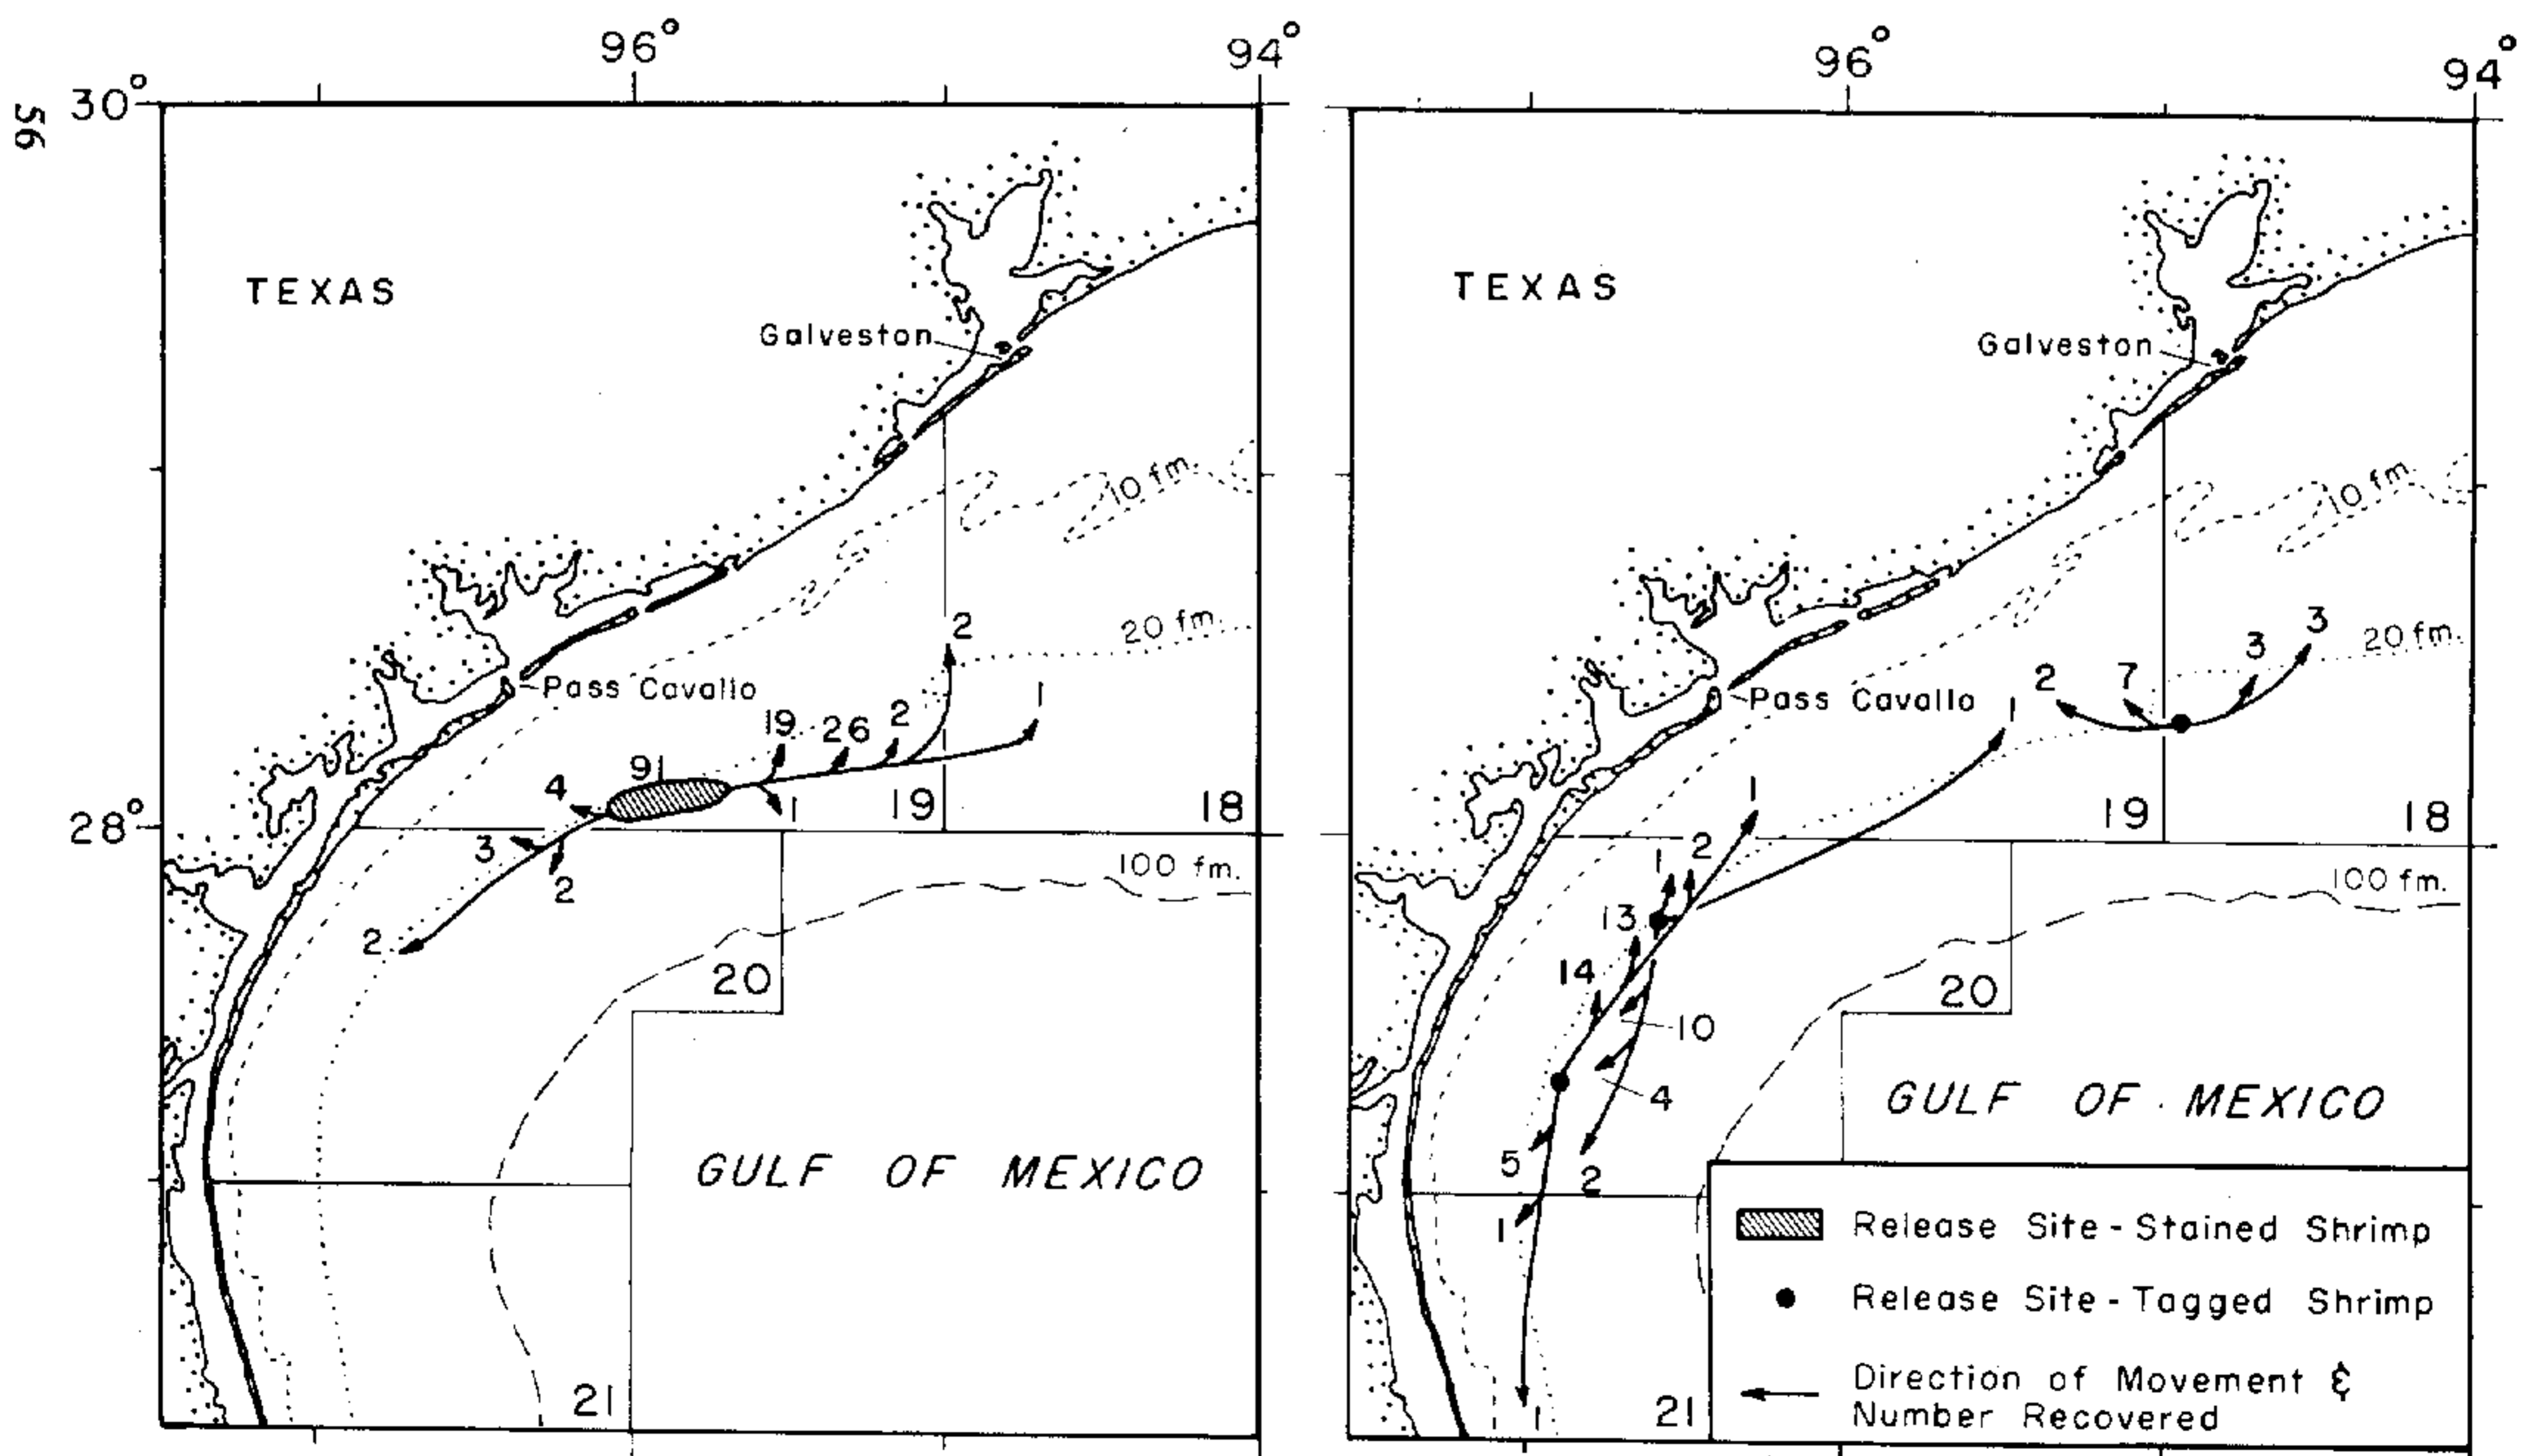 56
96°
94°
30°
TEXAS
Galveston
10 fm.
20 fm.
2
1
Pass Cavallo
19
26
2
91
4
1
19
18
28°
3
2
100 fm.
2
20
GULF OF MEXICO
21
96°
94°
TEXAS
Galveston
10 fm.
20 fm.
3
3
2
7
Pass Cavallo
1
1
19
18
1
2
100 fm.
13
14
20
10
4
GULF OF MEXICO
5
2
1
1
21
Release Site-Stained Shrimp
Release Site-Tagged Shrimp
Direction of Movement &
Number Recovered